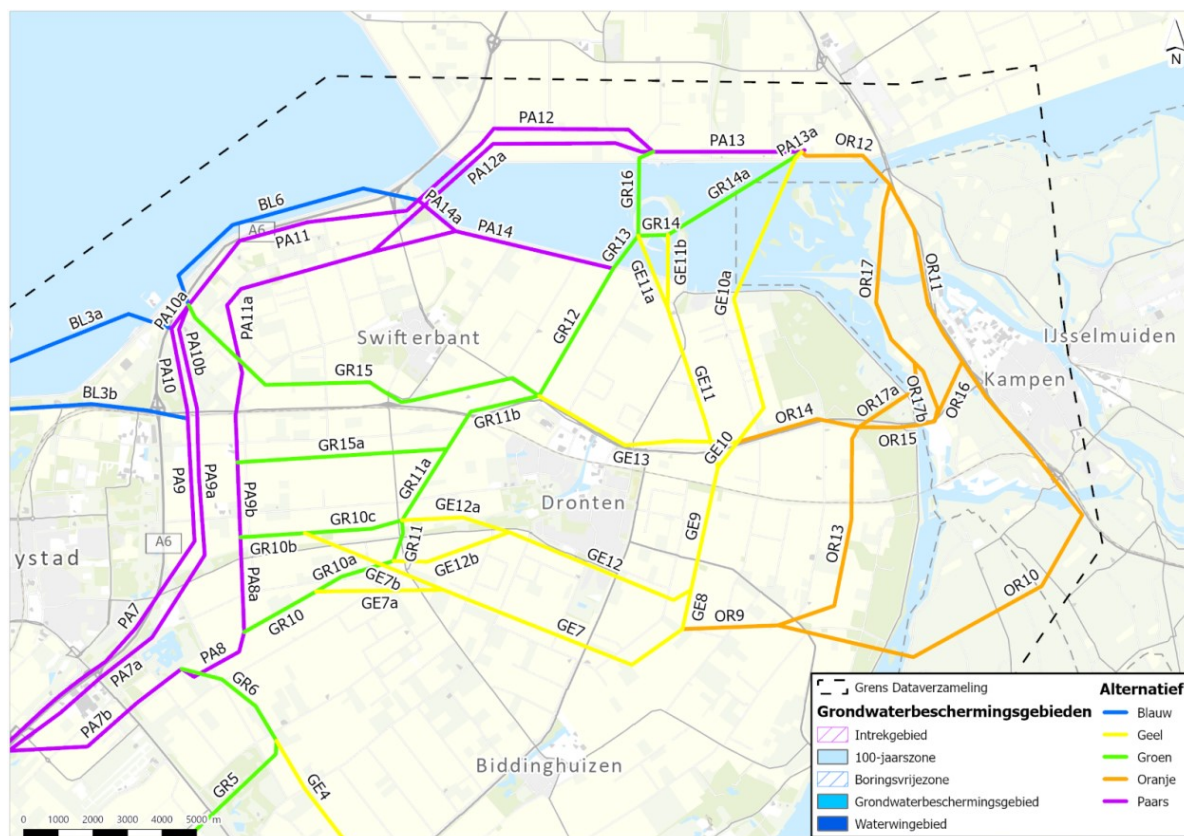 N
PA12
PA13
PA13a
OR12
PA12a
GR16
GR14a
BL6
A6
PA11
PA14a
PA14
GR14
GR13
GE11b
GE11a
GE10a
OR17
OR11
PA10a
BL3a
PA11a
PA10b
PA10
Swifterbant
GR12
IJsselmuiden
Kampen
GR15
GE11
OR16
OR17a
OR17b
BL3b
GR11b
OR14
OR15
GE10
GE13
GR15a
GR11a
PA9
PA9a
PA9b
Dronten
GE9
GE12a
GR10c
GR10b
GR11
GE12b
OR13
ystad
A6
GR10a
GE7b
GE12
PA8a
GE7a
GE8
OR10
PA7
GR10
GE7
OR9
PA7a
PA8
GR6
PA7b
Biddinghuizen
GE4
GR5
0 1000 2000 3000 4000 5000 m
Grens Dataverzameling
Grondwaterbeschermingsgebieden
Intrekgebied
100-jaarszone
Boringsvrijezone
Grondwaterbeschermingsgebied
Waterwingebied
Alternatief
Blauw
Geel
Groen
Oranje
Paars